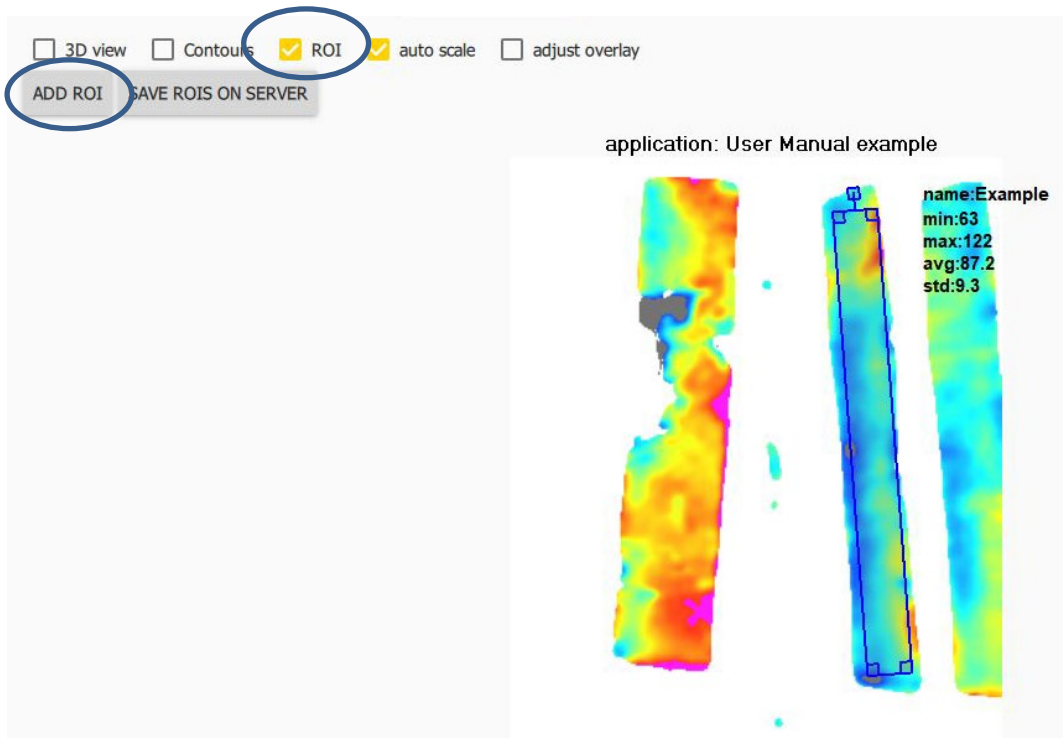 3D view Contours ROI auto scale adjust overlay
ADD ROI SAVE ROIS ON SERVER
application: User Manual example
name:Example
min:63
max:122
avg:87.2
std:9.3